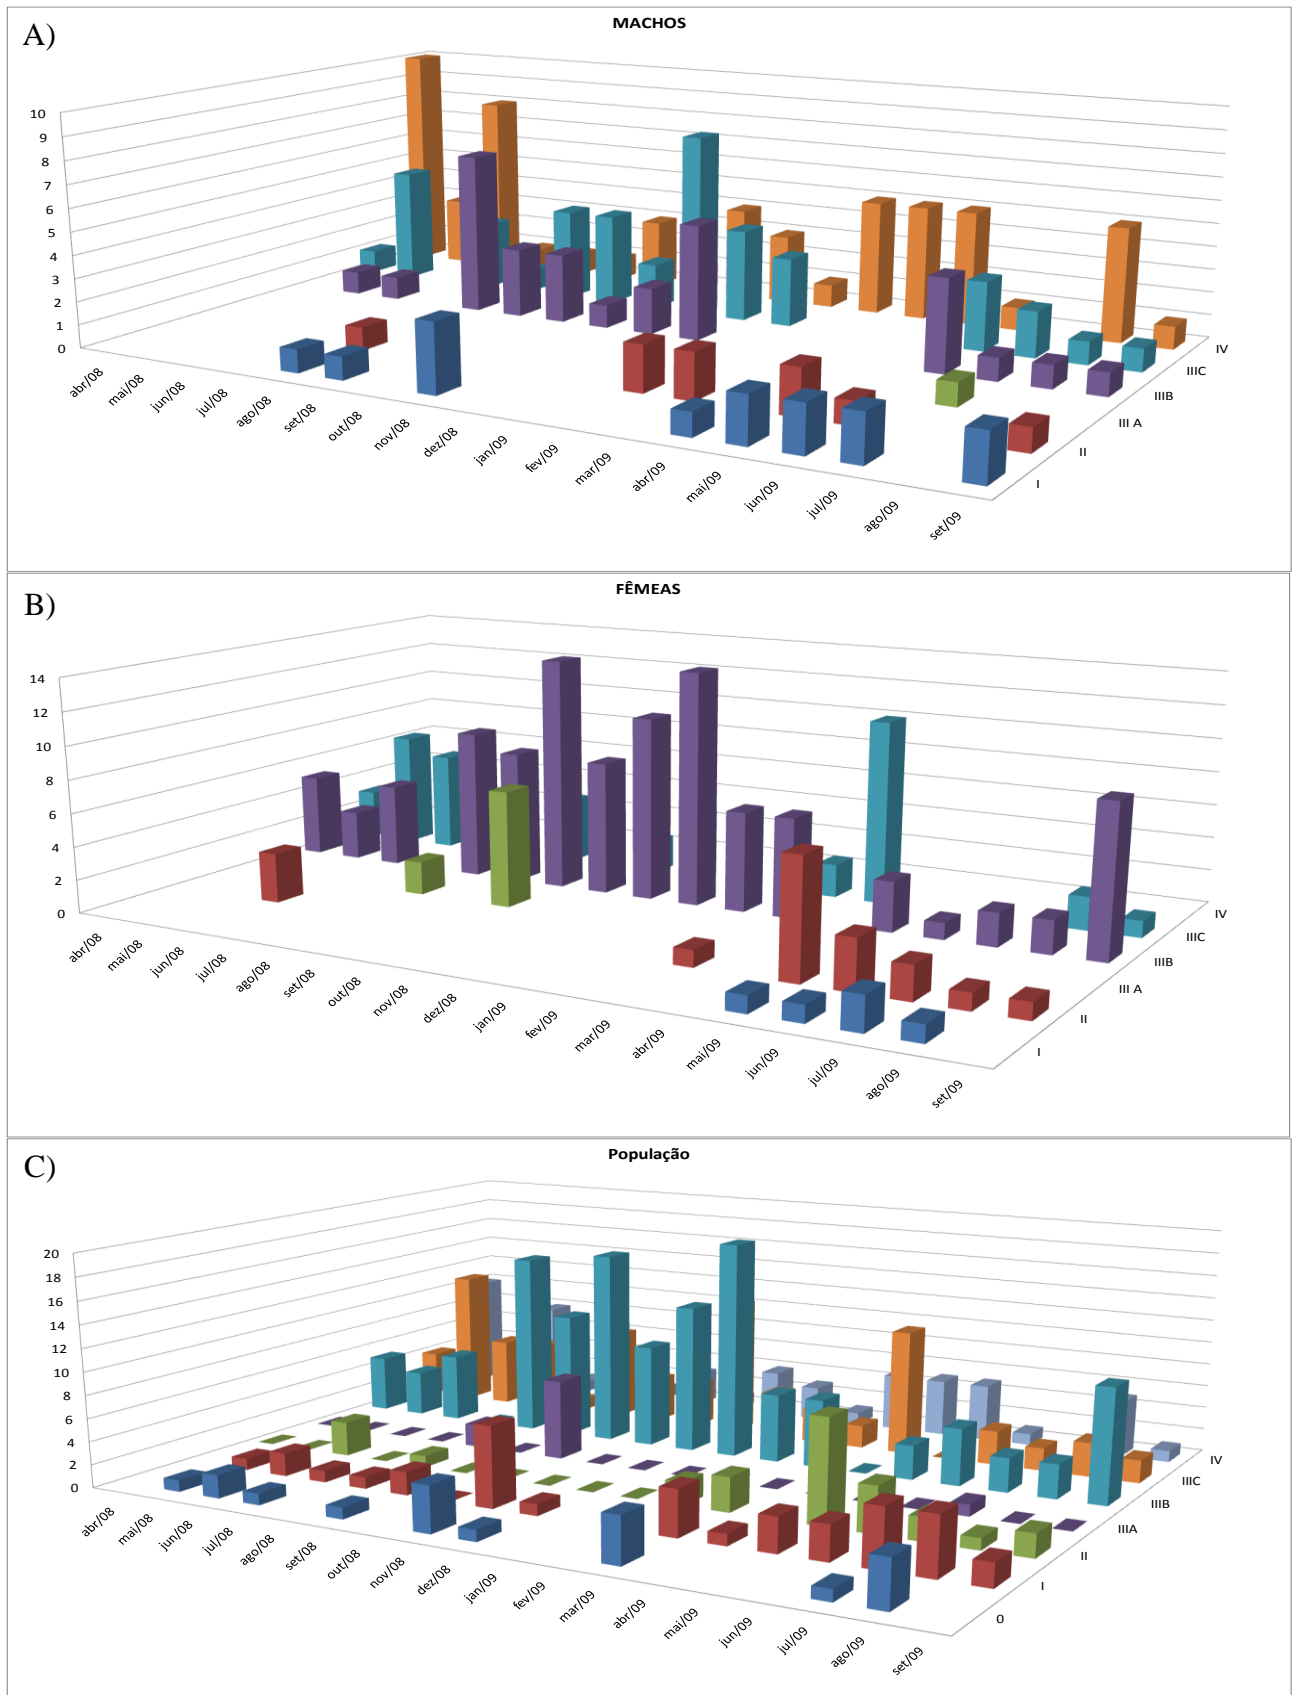 A)
MACHOS
10
9
8
7
6
5
4
3
2
1
0
abr/08
mai/08
jun/08
jul/08
ago/08
set/08
out/08
nov/08
dez/08
jan/09
fev/09
mar/09
abr/09
mai/09
jun/09
jul/09
ago/09
set/09
I
II
III A
IIIB
IIIC
IV
B)
FÊMEAS
14
12
10
8
6
4
2
0
abr/08
mai/08
jun/08
jul/08
ago/08
set/08
out/08
nov/08
dez/08
jan/09
fev/09
mar/09
abr/09
mai/09
jun/09
jul/09
ago/09
set/09
I
II
III A
IIIB
IIIC
IV
C)
População
20
18
16
14
12
10
8
6
4
2
0
abr/08
mai/08
jun/08
jul/08
ago/08
set/08
out/08
nov/08
dez/08
jan/09
fev/09
mar/09
abr/09
mai/09
jun/09
jul/09
ago/09
set/09
0
I
II
IIIA
IIIB
IIIC
IV